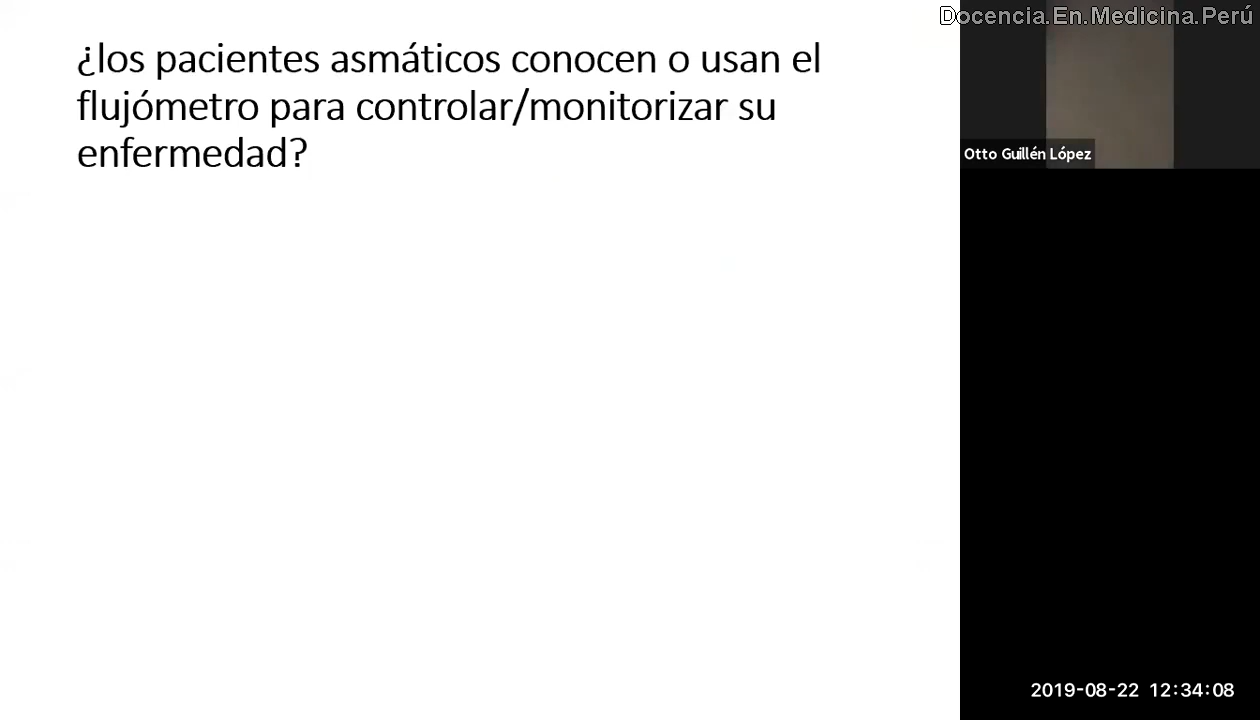 Docencia.En.Medicina.Perú
¿los pacientes asmáticos conocen o usan el
flujómetro para controlar/monitorizar su
enfermedad?
Otto Guillén López
2019-08-22 12:34:08